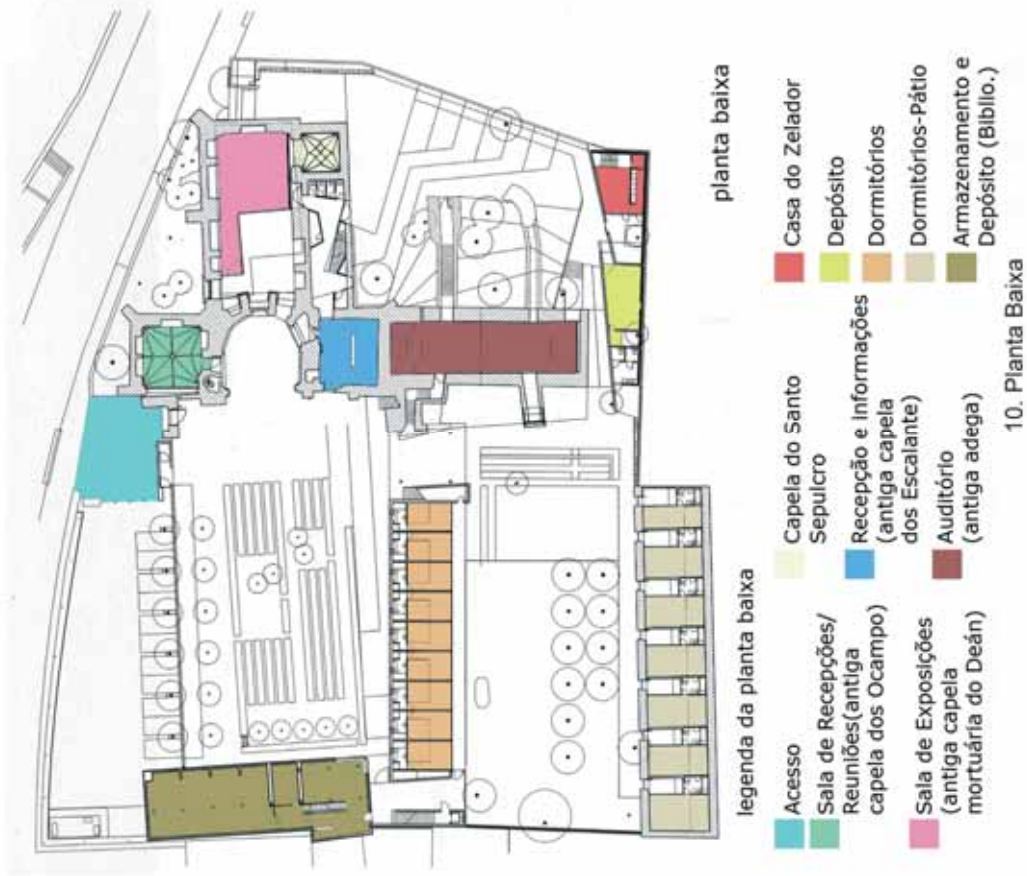 planta baixa
legenda da planta baixa
Acesso
Sala de Recepções/
Reuniões(antiga
capela dos Ocampo)
Sala de Exposições
(antiga capela
mortuária do Deán)
Capela do Santo
Sepulcro
Recepção e Informações
(antiga capela
dos Escalante)
Auditório
(antiga adega)
Casa do Zelador
Depósito
Dormitórios
Dormitórios-Pátio
Armazenamento e
Depósito (Biblio.)
10. Planta Baixa